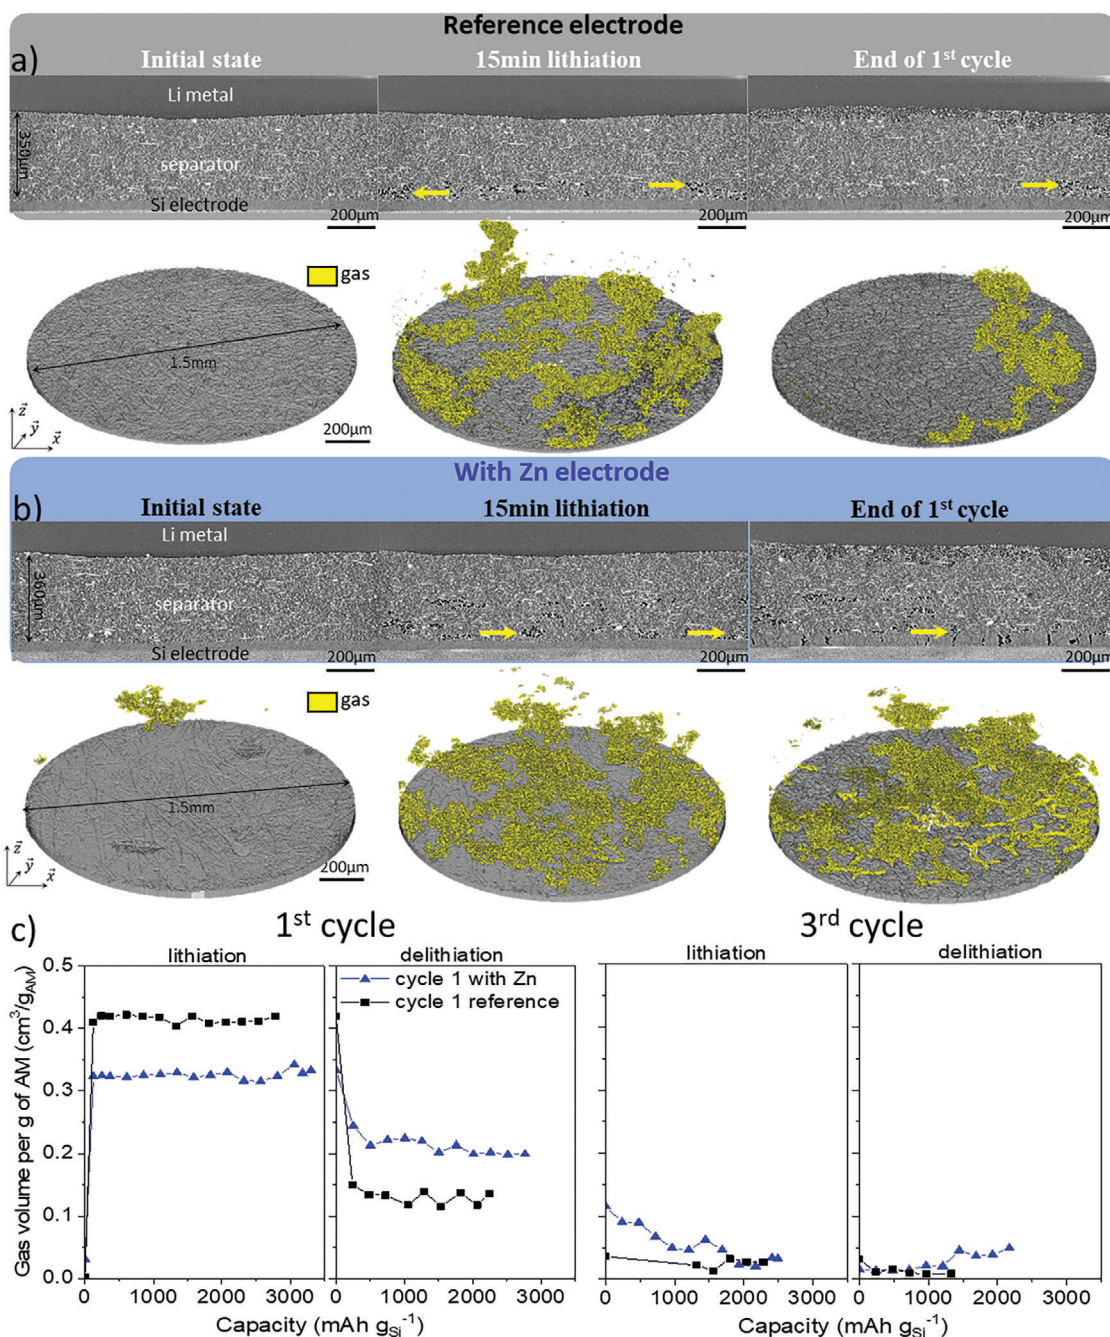 Reference electrode
a)
Initial state
15min lithiation
End of 1st cycle
Li metal
350µm
separator
Si electrode
200µm
200µm
200µm
gas
1.5mm
z
y
x
200µm
With Zn electrode
b)
Initial state
15min lithiation
End of 1st cycle
Li metal
360µm
separator
Si electrode
200µm
200µm
200µm
gas
1.5mm
z
y
x
200µm
c)
1st cycle
3rd cycle
lithiation
delithiation
lithiation
delithiation
cycle 1 with Zn
cycle 1 reference
Gas volume per g of AM (cm³/gAM)
0.5
0.4
0.3
0.2
0.1
0.0
0 1000 2000 3000
0 1000 2000 3000
0 1000 2000 3000
0 1000 2000 3000
Capacity (mAh gSi⁻¹)
Capacity (mAh gSi⁻¹)